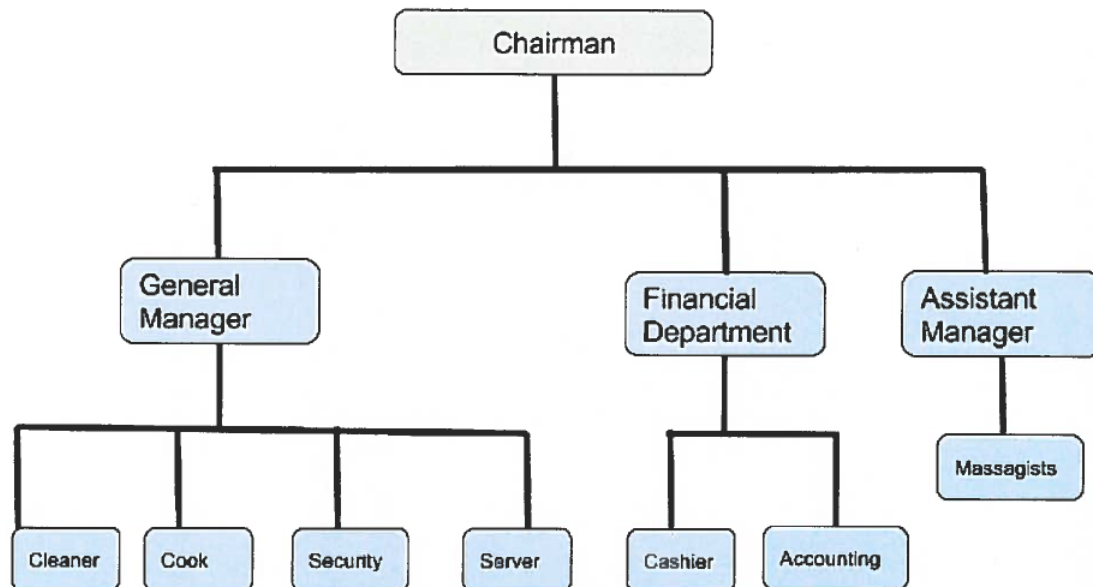 Chairman
General
Manager
Financial
Department
Assistant
Manager
Massagists
Cleaner
Cook
Security
Server
Cashier
Accounting